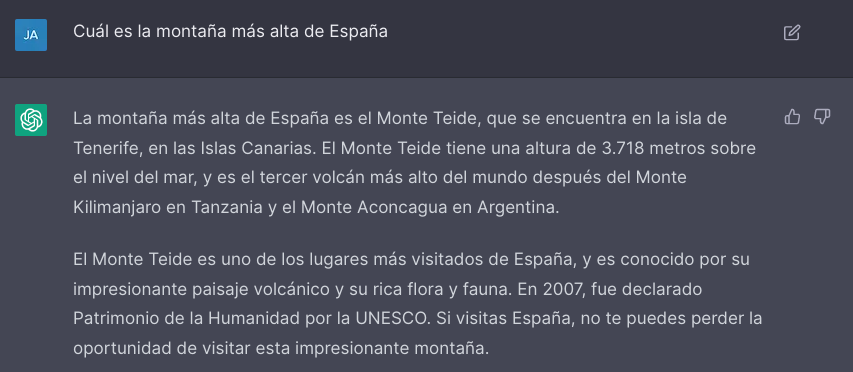 JA
Cuál es la montaña más alta de España
La montaña más alta de España es el Monte Teide, que se encuentra en la isla de
Tenerife, en las Islas Canarias. El Monte Teide tiene una altura de 3.718 metros sobre
el nivel del mar, y es el tercer volcán más alto del mundo después del Monte
Kilimanjaro en Tanzania y el Monte Aconcagua en Argentina.
El Monte Teide es uno de los lugares más visitados de España, y es conocido por su
impresionante paisaje volcánico y su rica flora y fauna. En 2007, fue declarado
Patrimonio de la Humanidad por la UNESCO. Si visitas España, no te puedes perder la
oportunidad de visitar esta impresionante montaña.